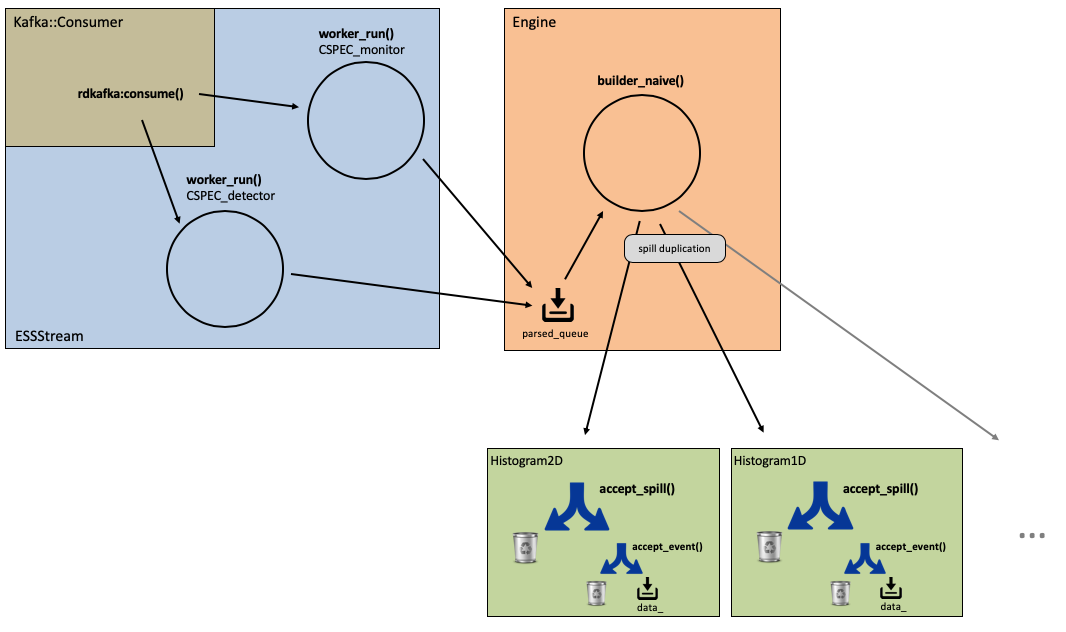 Kafka::Consumer
rdkafka:consume()
worker_run()
CSPEC_monitor
worker_run()
CSPEC_detector
ESSStream
Engine
builder_naive()
spill duplication
parsed_queue
Histogram2D
accept_spill()
accept_event()
data_
Histogram1D
accept_spill()
accept_event()
data_
...